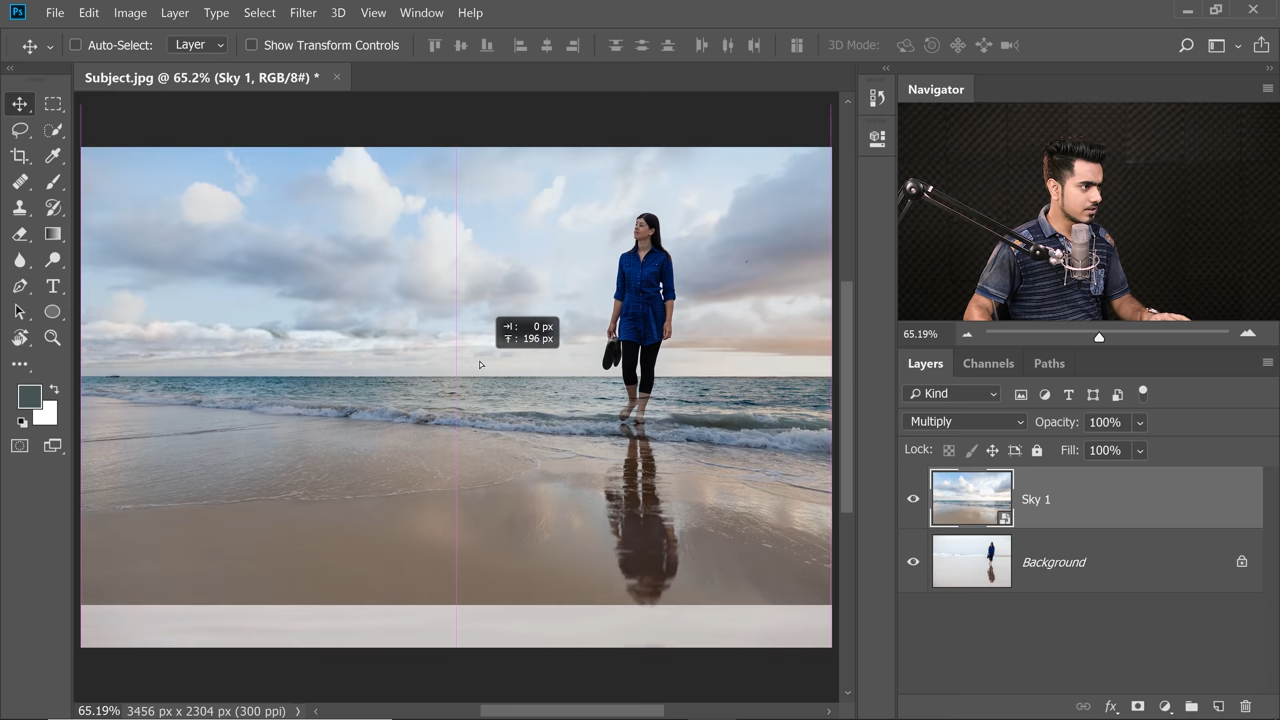 Ps File Edit Image Layer Type Select Filter 3D View Window Help
Auto-Select: Layer Show Transform Controls 3D Mode:
Subject.jpg @ 65.2% (Sky 1, RGB/8#) * ×
Navigator
0 px
196 px
65.19%
Layers Channels Paths
Kind
Multiply Opacity: 100%
Lock: Fill: 100%
Sky 1
Background
65.19% 3456 px x 2304 px (300 ppi)
fx